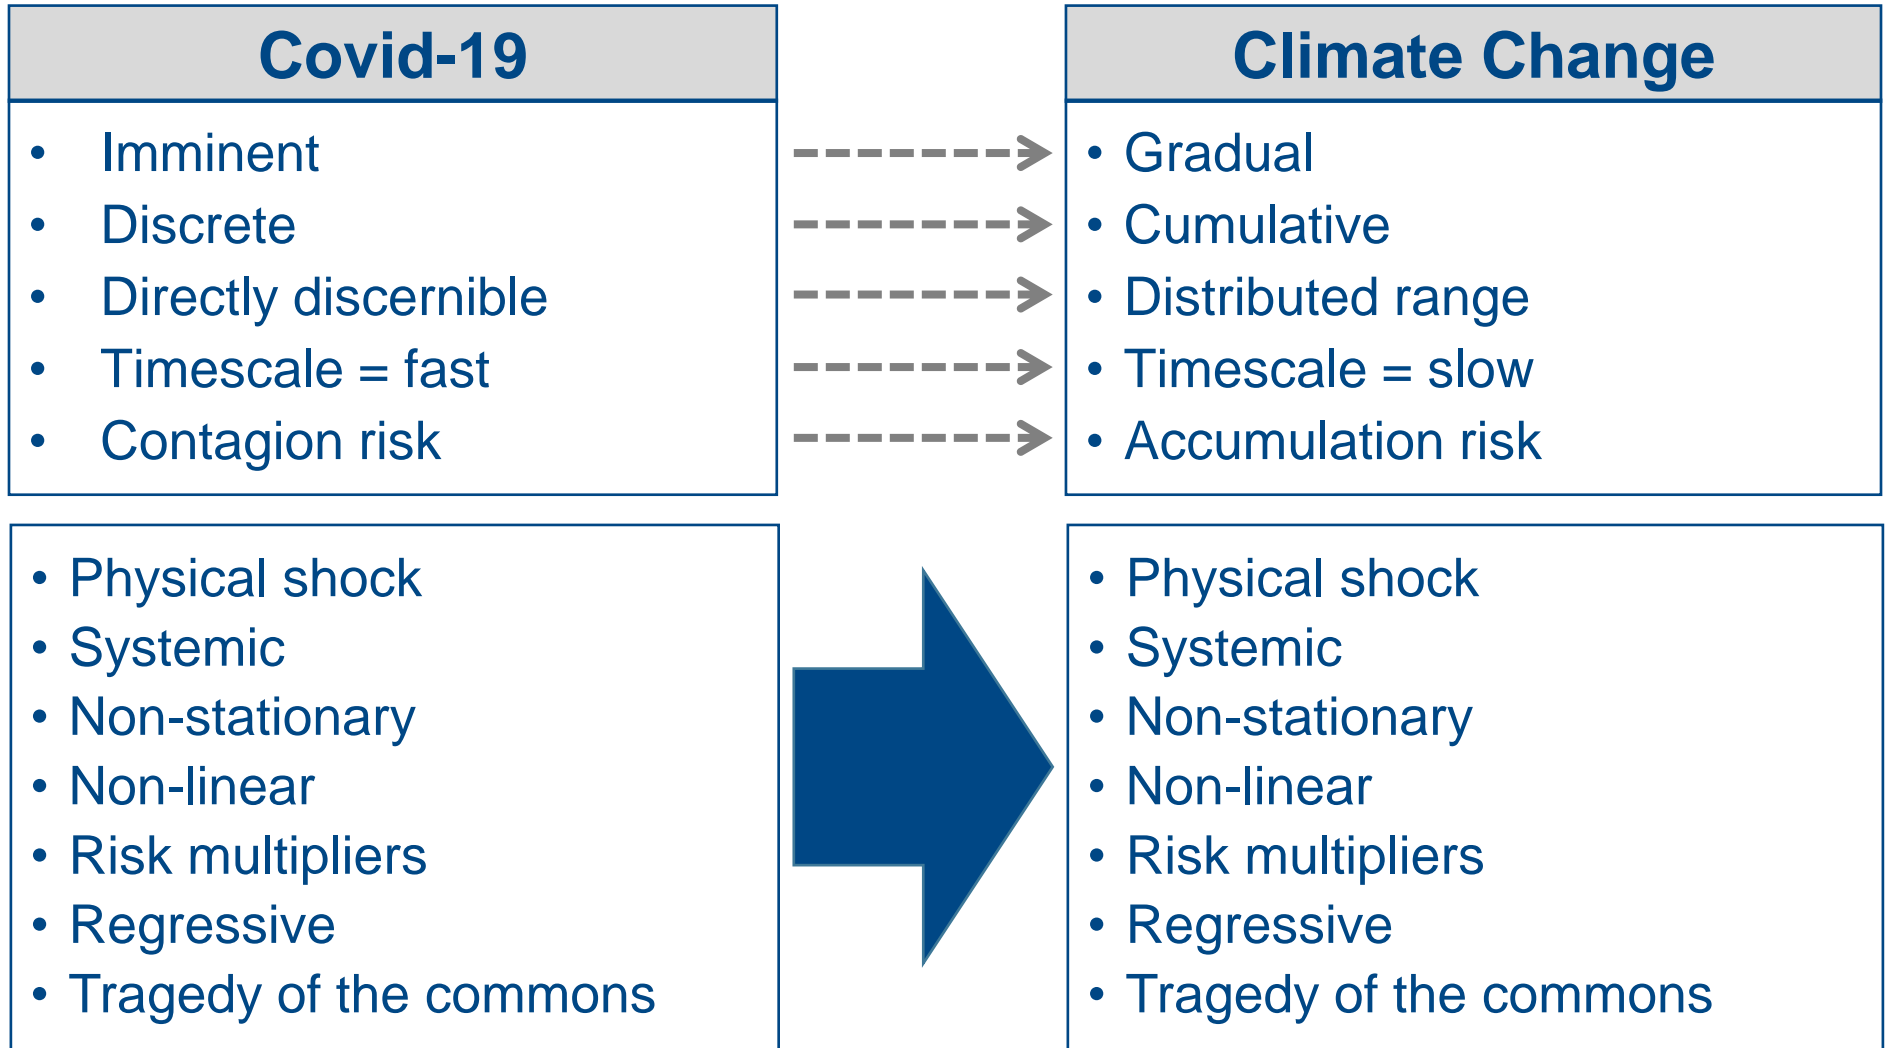 Covid-19
• Imminent
• Discrete
• Directly discernible
• Timescale = fast
• Contagion risk
Climate Change
• Gradual
• Cumulative
• Distributed range
• Timescale = slow
• Accumulation risk
• Physical shock
• Systemic
• Non-stationary
• Non-linear
• Risk multipliers
• Regressive
• Tragedy of the commons
• Physical shock
• Systemic
• Non-stationary
• Non-linear
• Risk multipliers
• Regressive
• Tragedy of the commons